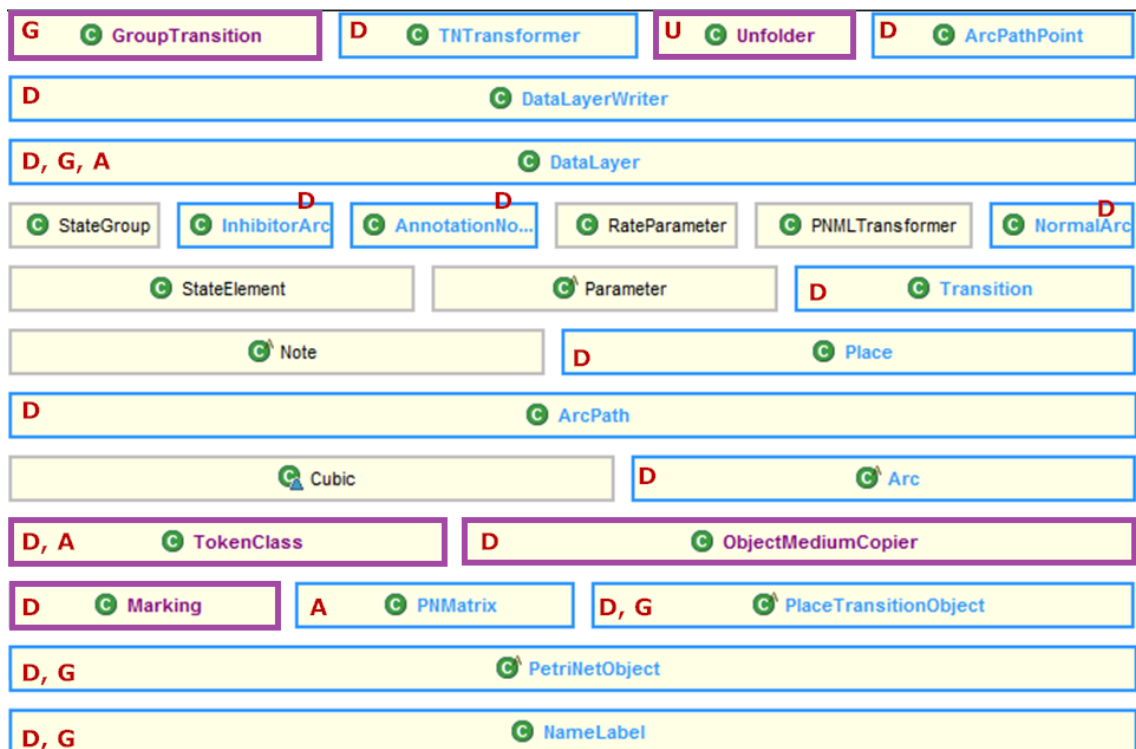 G C GroupTransition D C TNTransformer U C Unfolder D C ArcPathPoint
D C DataLayerWriter
D, G, A C DataLayer
C StateGroup C InhibitorArc D C AnnotationNo... D C RateParameter C PNMLTransformer C NormalArc D
C StateElement C Parameter D C Transition
C Note D C Place
D C ArcPath
C Cubic D C Arc
D, A C TokenClass D C ObjectMediumCopier
D C Marking A C PNMatrix D, G C PlaceTransitionObject
D, G C PetriNetObject
D, G C NameLabel